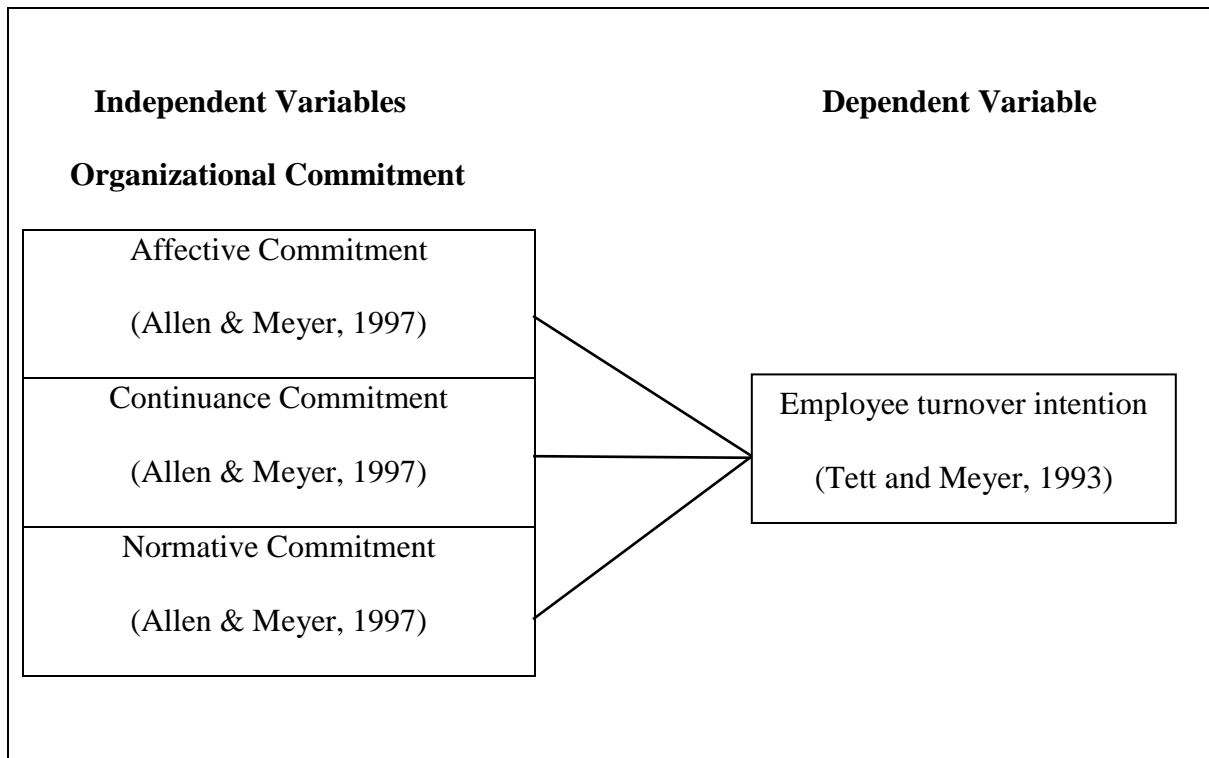 Independent Variables
Organizational Commitment
Affective Commitment
(Allen & Meyer, 1997)
Continuance Commitment
(Allen & Meyer, 1997)
Normative Commitment
(Allen & Meyer, 1997)
Dependent Variable
Employee turnover intention
(Tett and Meyer, 1993)